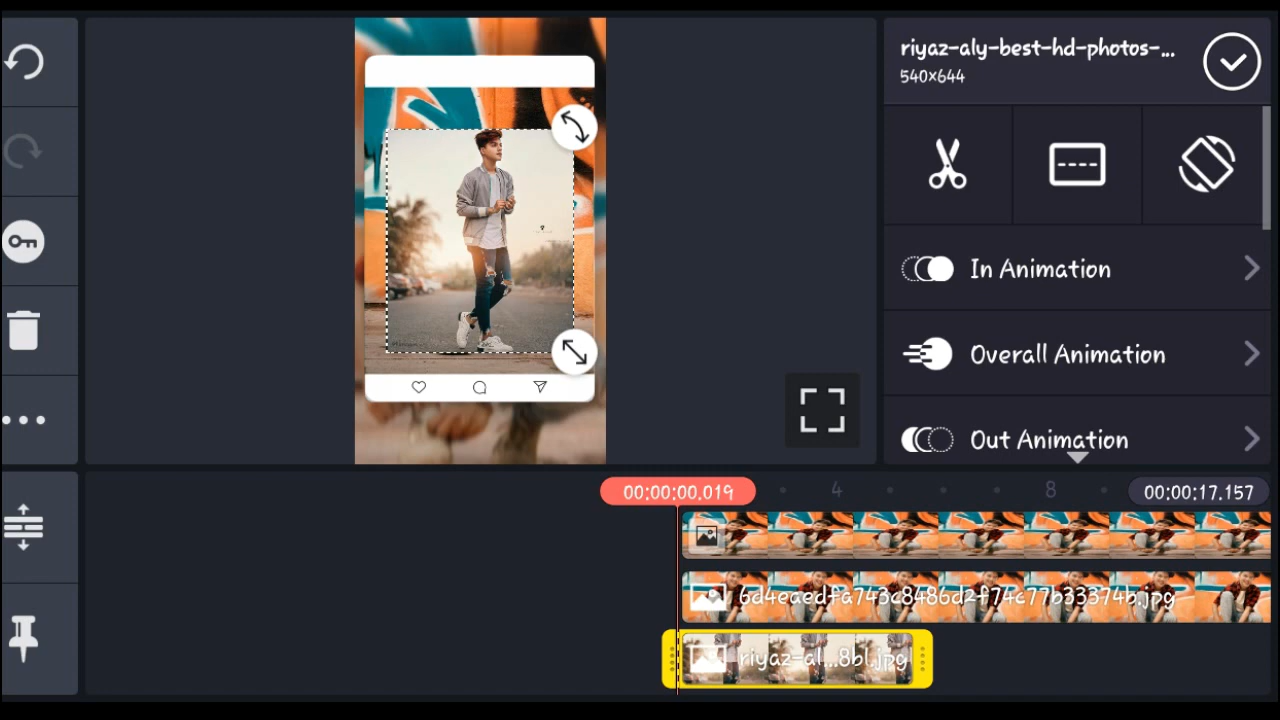 riyaz-aly-best-hd-photos-...
540×644
In Animation
Overall Animation
Out Animation
00:00:00.019
4
8
00:00:17.157
6d4eaedfa743c8486d2f74c77b33374b.jpg
riyaz-al...8bl.jpg